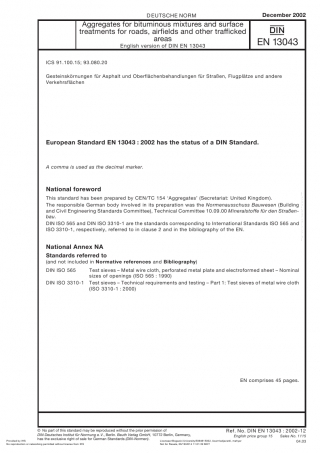 DEUTSCHE NORM
December 2002
Aggregates for bituminous mixtures and surface
treatments for roads, airfields and other trafficked
areas
English version of DIN EN 13043
DIN
EN 13043
ICS 91.100.15; 93.080.20
Gesteinskörnungen für Asphalt und Oberflächenbehandlungen für Straßen, Flugplätze und andere
Verkehrsflächen
European Standard EN 13043 : 2002 has the status of a DIN Standard.
A comma is used as the decimal marker.
National foreword
This standard has been prepared by CEN/TC 154 'Aggregates' (Secretariat: United Kingdom).
The responsible German body involved in its preparation was the Normenausschuss Bauwesen (Building
and Civil Engineering Standards Committee), Technical Committee 10.09.00 Mineralstoffe für den Straßen-
bau.
DIN ISO 565 and DIN ISO 3310-1 are the standards corresponding to International Standards ISO 565 and
ISO 3310-1, respectively, referred to in clause 2 and in the bibliography of the EN.
National Annex NA
Standards referred to
(and not included in Normative references and Bibliography)
DIN ISO 565 Test sieves – Metal wire cloth, perforated metal plate and electroformed sheet – Nominal
sizes of openings (ISO 565 : 1990)
DIN ISO 3310-1 Test sieves – Technical requirements and testing – Part 1: Test sieves of metal wire cloth
(ISO 3310-1 : 2000)
EN comprises 45 pages.
© No part of this standard may be reproduced without the prior permission of
DIN Deutsches Institut für Normung e. V., Berlin. Beuth Verlag GmbH, 10772 Berlin, Germany,
has the exclusive right of sale for German Standards (DIN-Normen).
Ref. No. DIN EN 13043 : 2002-12
English price group 15 Sales No. 1115